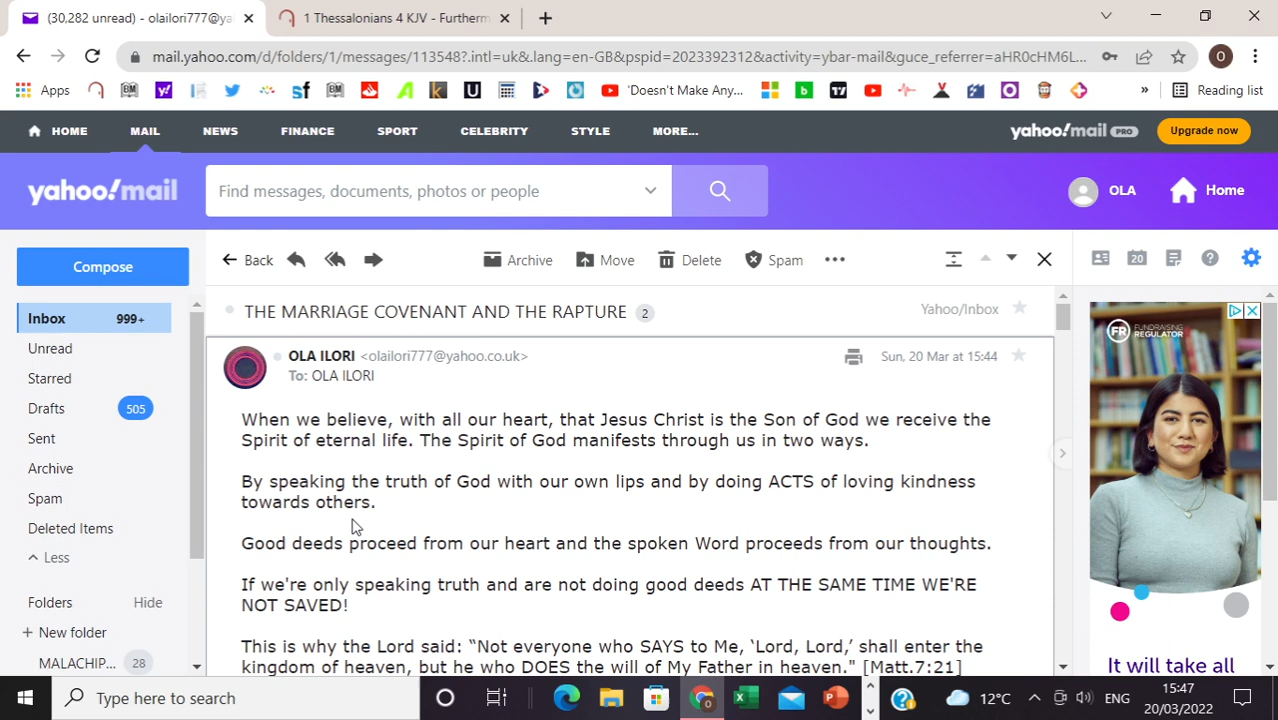 (30,282 unread) - olailori777@ya
1 Thessalonians 4 KJV - Furtherm
mail.yahoo.com/d/folders/1/messages/113548?.intl=uk&.lang=en-GB&pspid=2023392312&activity=ybar-mail&guce_referrer=aHR0cHM6L...
O
Apps
'Doesn't Make Any...
»
Reading list
HOME
MAIL
NEWS
FINANCE
SPORT
CELEBRITY
STYLE
MORE...
yahoo!mail PRO
Upgrade now
yahoo!mail
Find messages, documents, photos or people
OLA
Home
Compose
Back
Archive
Move
Delete
Spam
20
Inbox 999+
Unread
Starred
Drafts 505
Sent
Archive
Spam
Deleted Items
Less
Folders Hide
+ New folder
MALACHIP... 28
THE MARRIAGE COVENANT AND THE RAPTURE 2
Yahoo/Inbox
OLA ILORI <olailori777@yahoo.co.uk>
Sun, 20 Mar at 15:44
To: OLA ILORI
When we believe, with all our heart, that Jesus Christ is the Son of God we receive the
Spirit of eternal life. The Spirit of God manifests through us in two ways.
By speaking the truth of God with our own lips and by doing ACTS of loving kindness
towards others.
Good deeds proceed from our heart and the spoken Word proceeds from our thoughts.
If we're only speaking truth and are not doing good deeds AT THE SAME TIME WE'RE
NOT SAVED!
This is why the Lord said: “Not everyone who SAYS to Me, ‘Lord, Lord,’ shall enter the
kingdom of heaven, but he who DOES the will of My Father in heaven." [Matt.7:21]
FR FUNDRAISING
REGULATOR
It will take all
Type here to search
12°C
ENG
15:47
20/03/2022